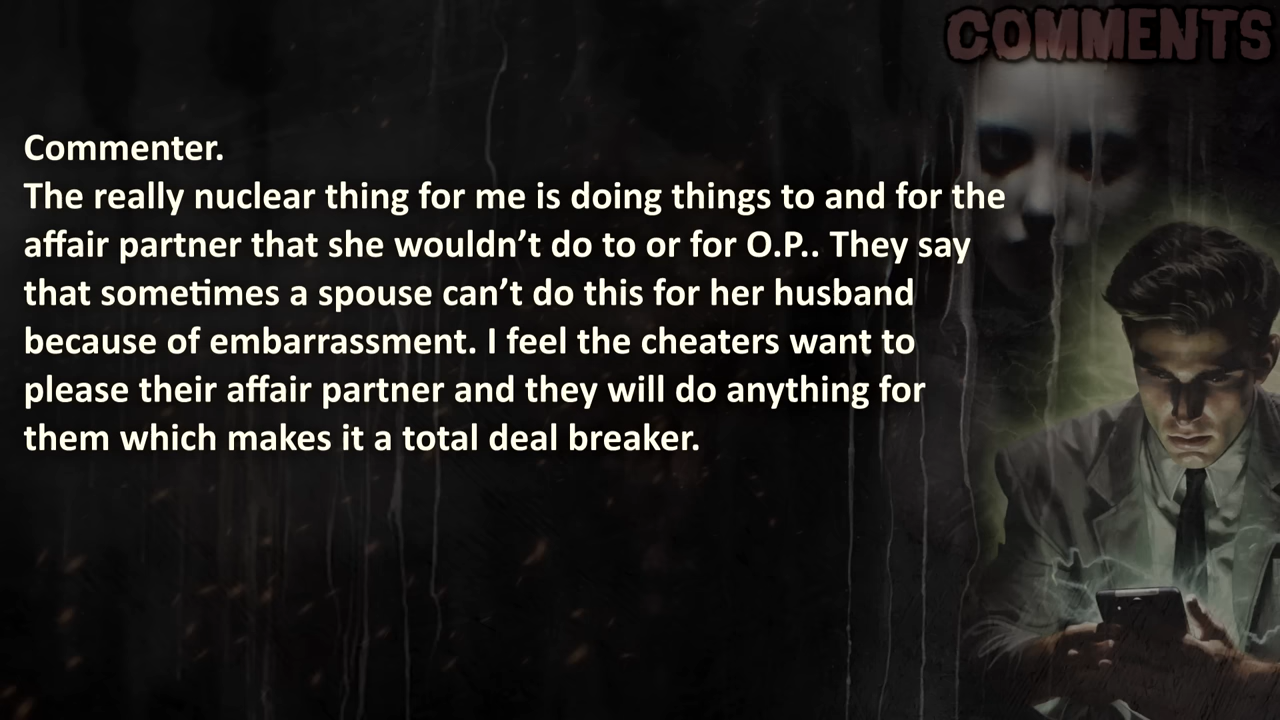 COMMENTS
Commenter.
The really nuclear thing for me is doing things to and for the
affair partner that she wouldn’t do to or for O.P.. They say
that sometimes a spouse can’t do this for her husband
because of embarrassment. I feel the cheaters want to
please their affair partner and they will do anything for
them which makes it a total deal breaker.